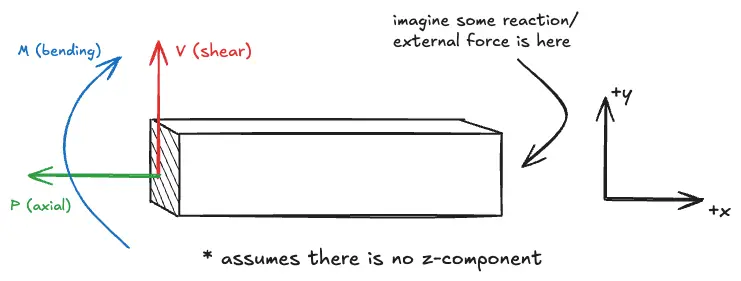 imagine some reaction/
external force is here
M (bending)
V (shear)
+y
P (axial)
+x
* assumes there is no z-component